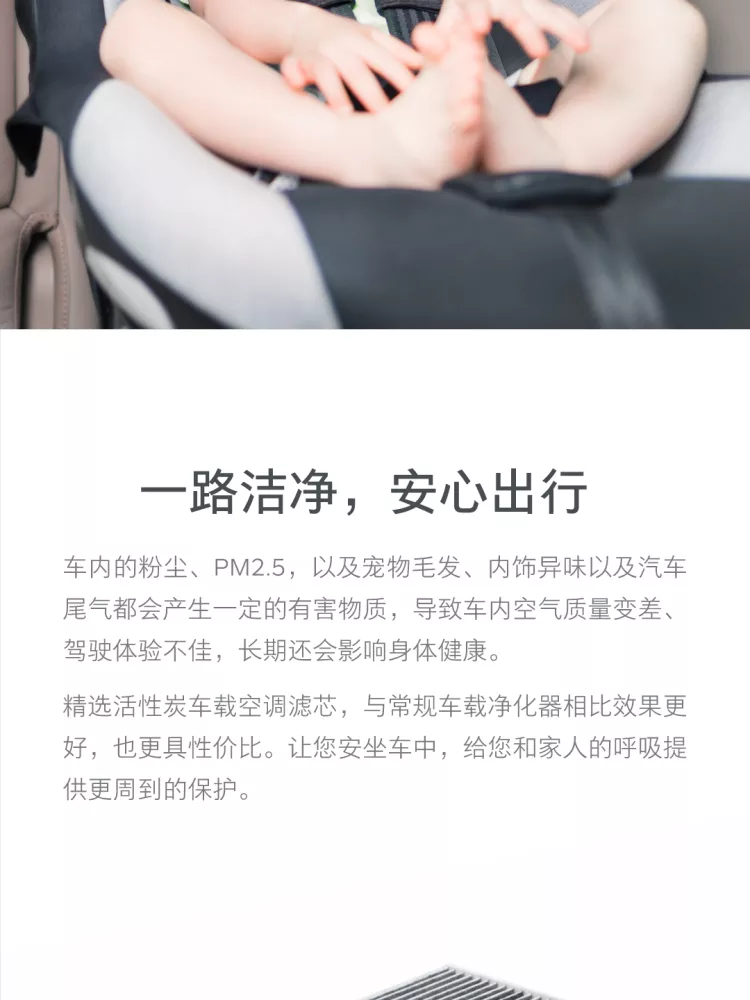 一路洁净，安心出行
车内的粉尘、PM2.5，以及宠物毛发、内饰异味以及汽车
尾气都会产生一定的有害物质，导致车内空气质量变差、
驾驶体验不佳，长期还会影响身体健康。
精选活性炭车载空调滤芯，与常规车载净化器相比效果更
好，也更具性价比。让您安坐车中，给您和家人的呼吸提
供更周到的保护。